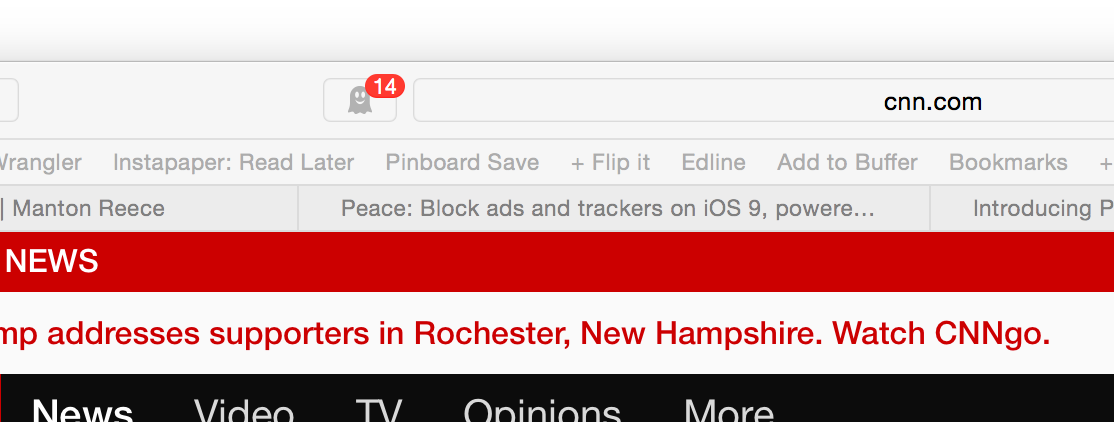 14
cnn.com
Wrangler Instapaper: Read Later Pinboard Save + Flip it Edline Add to Buffer Bookmarks +
| Manton Reece Peace: Block ads and trackers on iOS 9, powere... Introducing P
NEWS
mp addresses supporters in Rochester, New Hampshire. Watch CNNgo.
News Video TV Opinions More